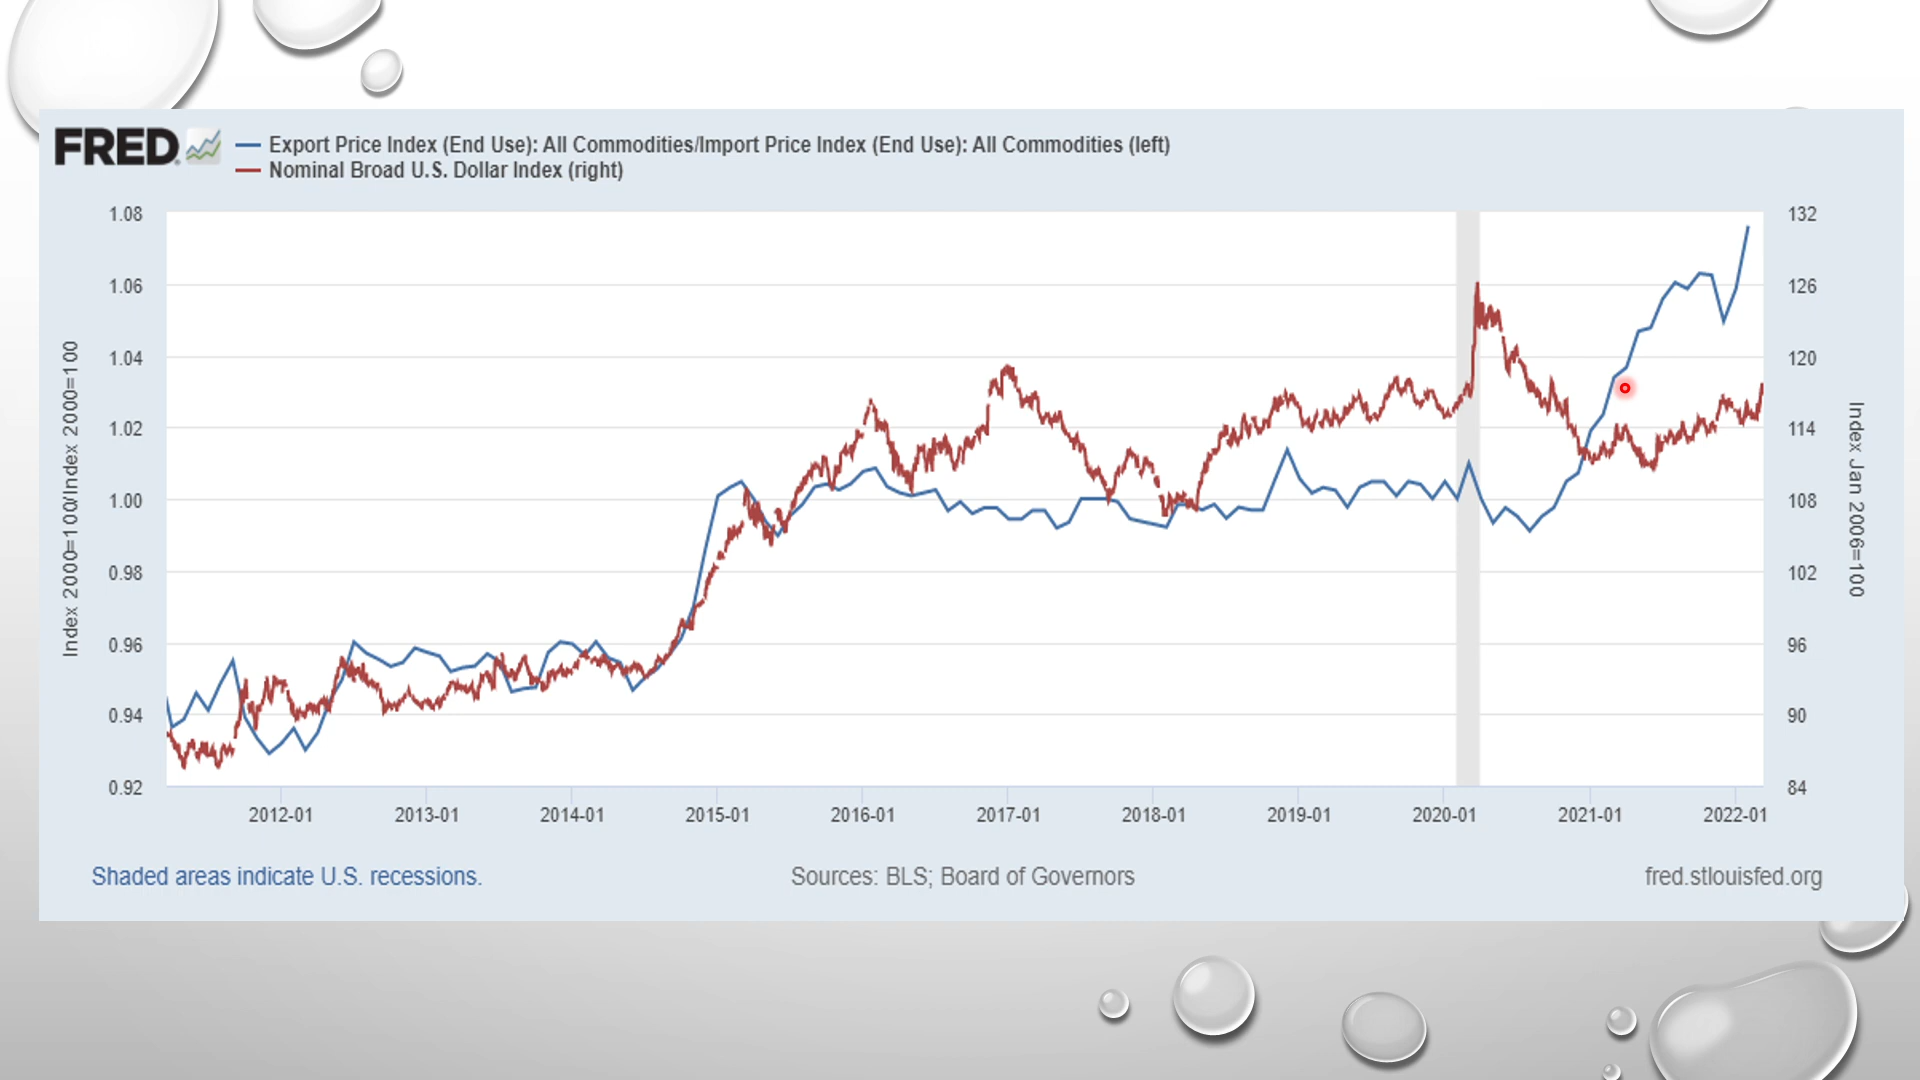 FRED
Export Price Index (End Use): All Commodities/Import Price Index (End Use): All Commodities (left)
Nominal Broad U.S. Dollar Index (right)
1.08
1.06
1.04
1.02
1.00
0.98
0.96
0.94
0.92
Index 2000=100/Index 2000=100
132
126
120
114
108
102
96
90
84
Index Jan 2006=100
2012-01 2013-01 2014-01 2015-01 2016-01 2017-01 2018-01 2019-01 2020-01 2021-01 2022-01
Shaded areas indicate U.S. recessions. Sources: BLS; Board of Governors fred.stlouisfed.org